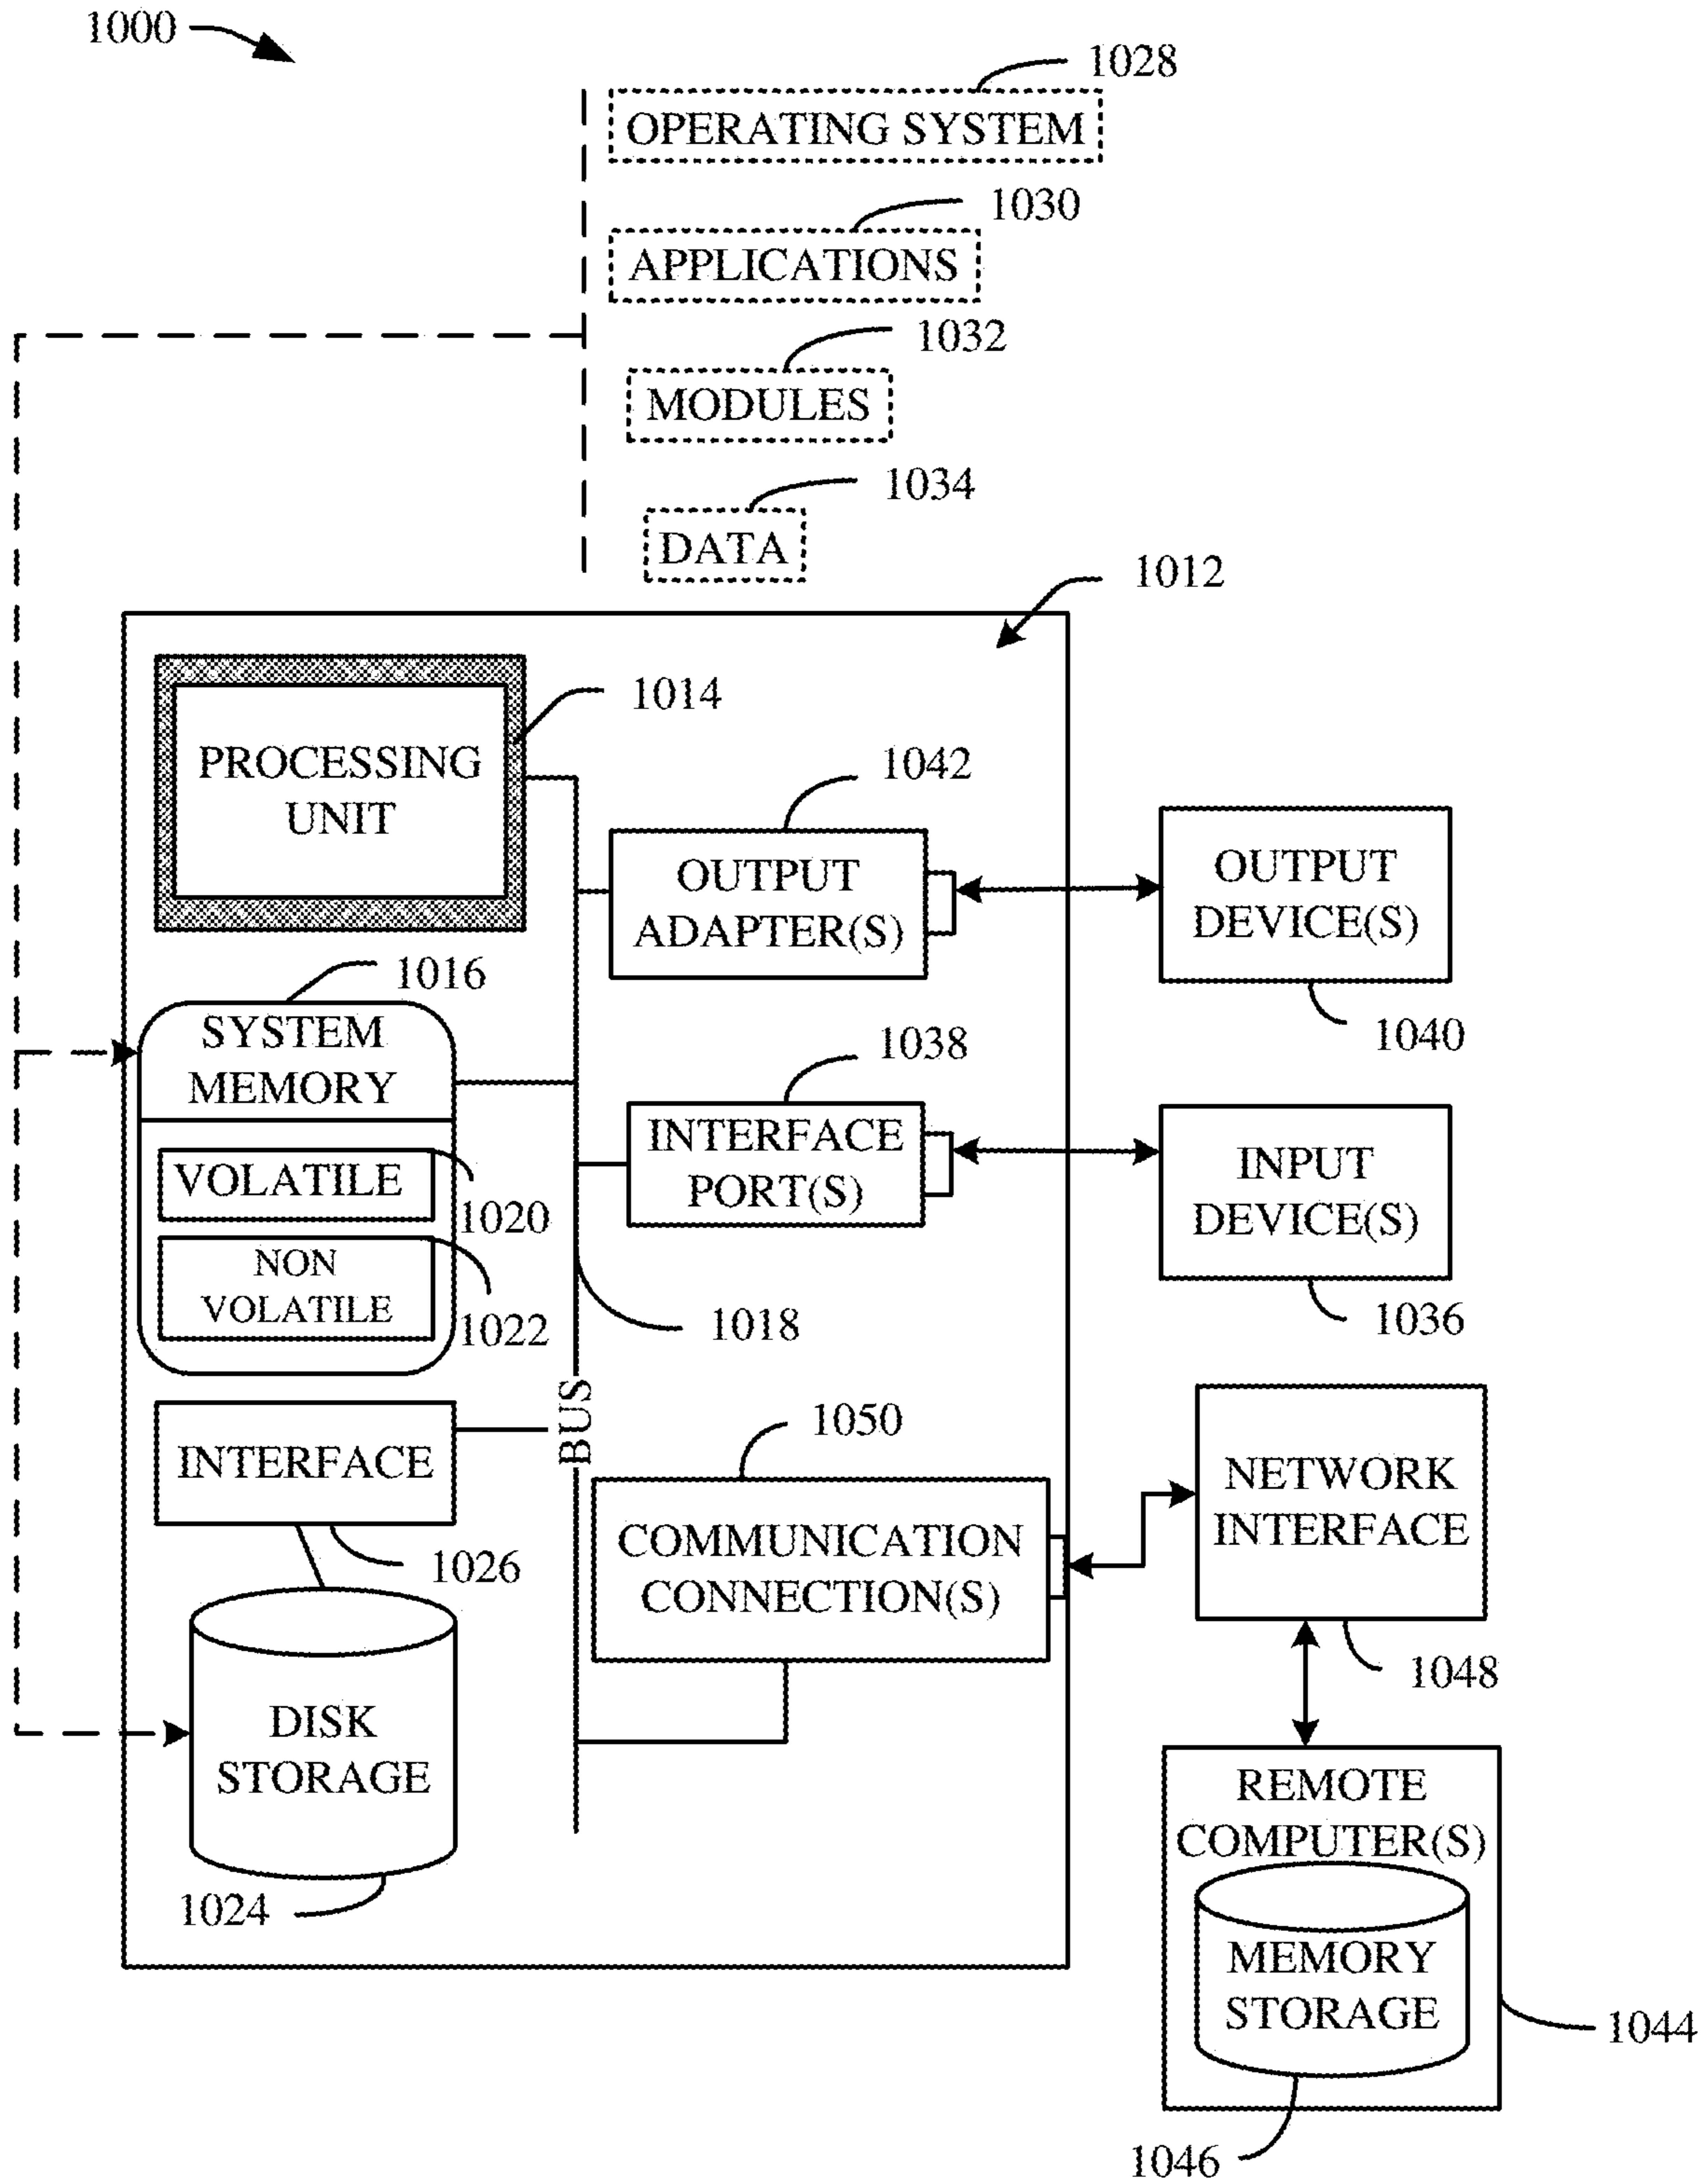 1000
1028
OPERATING SYSTEM
1030
APPLICATIONS
1032
MODULES
1034
DATA
1012
1014
PROCESSING
UNIT
1042
OUTPUT
ADAPTER(S)
OUTPUT
DEVICE(S)
1040
1016
SYSTEM
MEMORY
VOLATILE
1020
NON
VOLATILE
1022
1038
INTERFACE
PORT(S)
INPUT
DEVICE(S)
1036
1018
BUS
INTERFACE
1026
1050
COMMUNICATION
CONNECTION(S)
NETWORK
INTERFACE
1048
DISK
STORAGE
1024
REMOTE
COMPUTER(S)
MEMORY
STORAGE
1044
1046